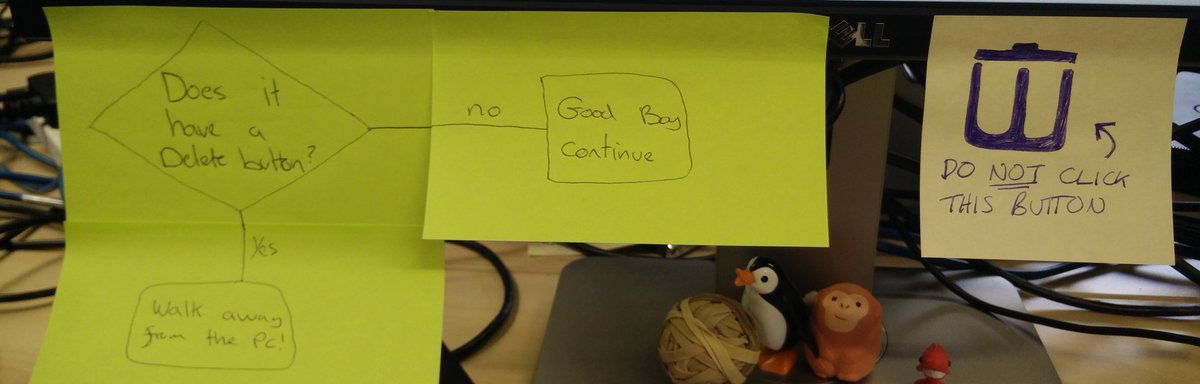 Does it
have a
Delete button?
no
Good Boy
Continue
Yes
Walk away
from the PC!
DELL
DO NOT CLICK
THIS BUTTON